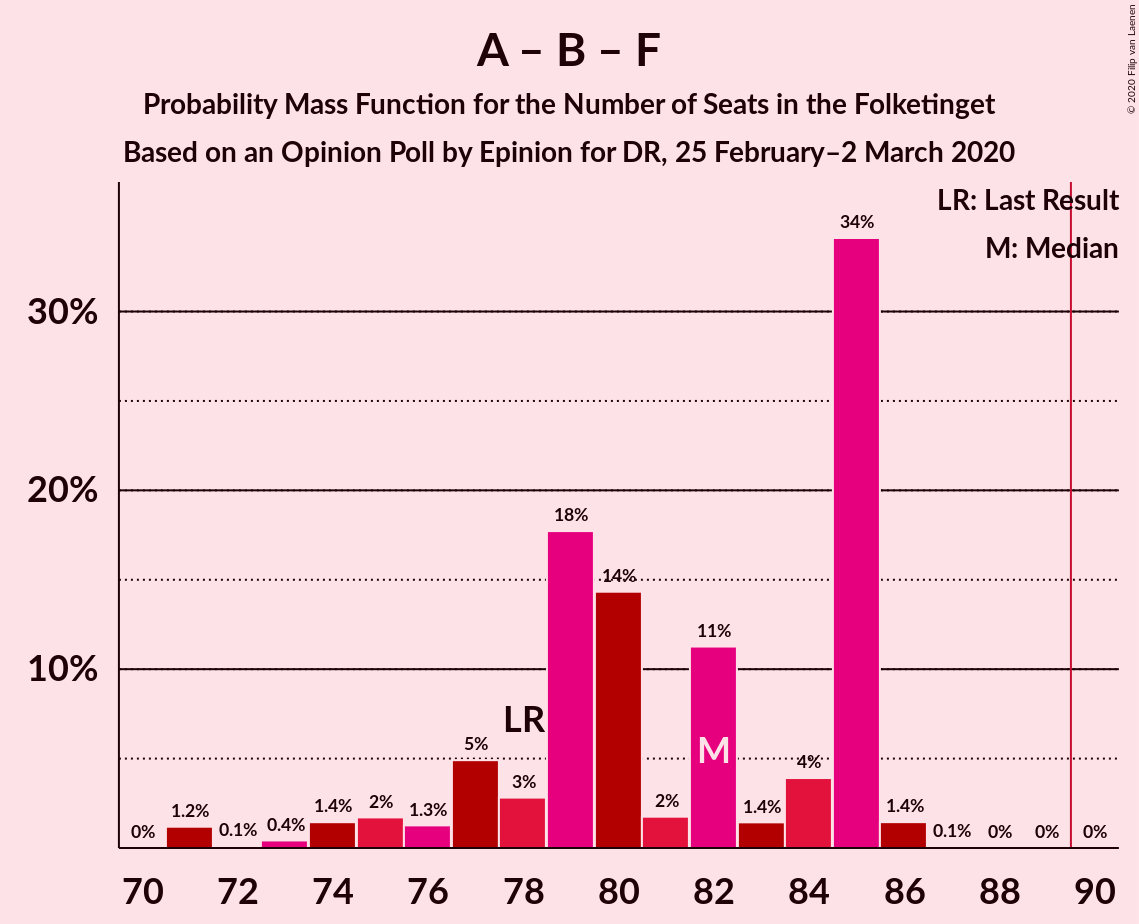 A – B – F
Probability Mass Function for the Number of Seats in the Folketinget
Based on an Opinion Poll by Epinion for DR, 25 February–2 March 2020
© 2020 Filip van Laenen
LR: Last Result
M: Median
30%
20%
10%
0%
1.2%
0.1%
0.4%
1.4%
2%
1.3%
5%
3%
18%
14%
2%
11%
1.4%
4%
34%
1.4%
0.1%
0%
0%
0%
LR
M
70 72 74 76 78 80 82 84 86 88 90